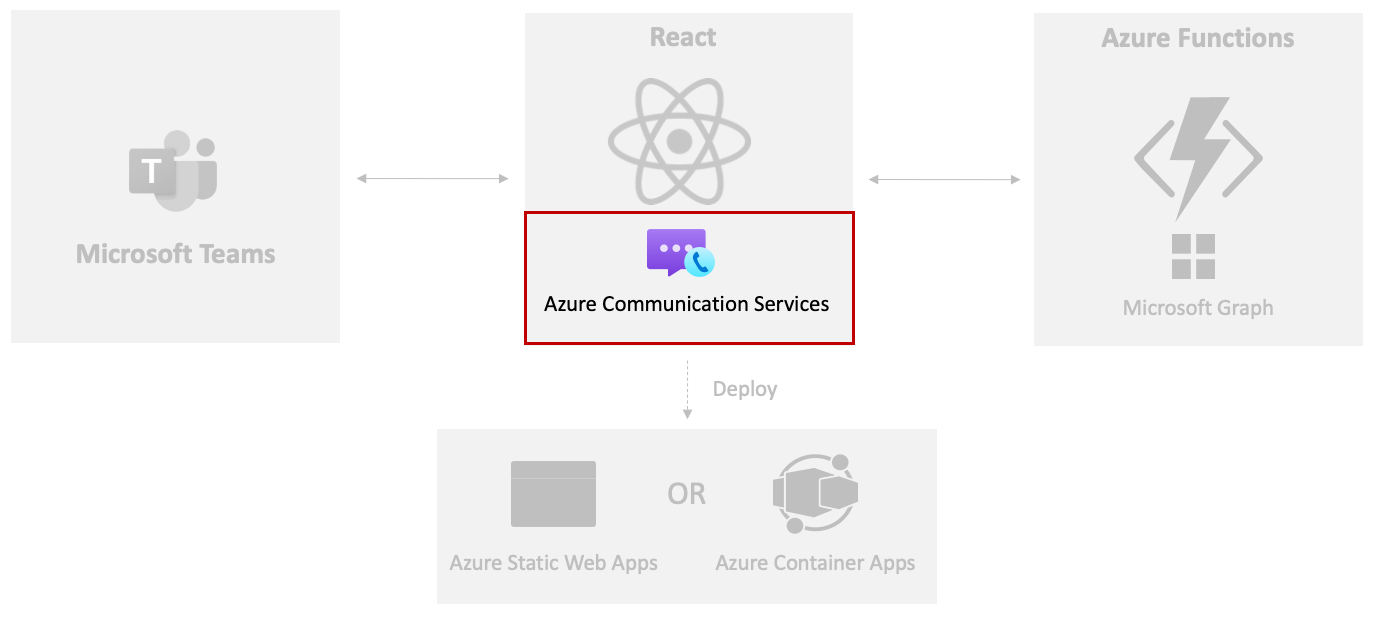 React
Azure Functions
T
Microsoft Teams
Azure Communication Services
Microsoft Graph
Deploy
OR
Azure Static Web Apps
Azure Container Apps